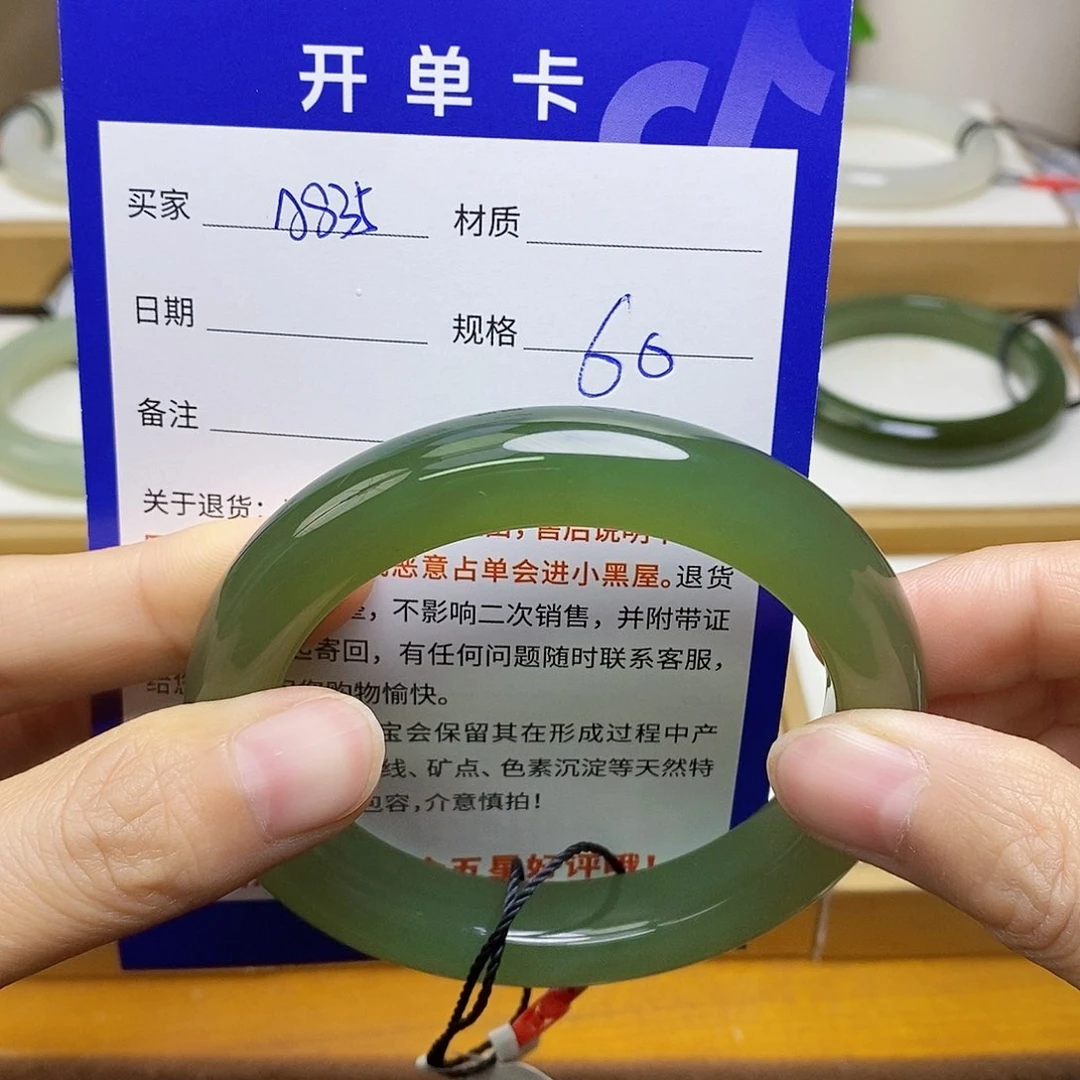 开单卡
买家 A835 材质
日期 规格 60
备注
关于退货：
售后说明
恶意占单会进小黑屋。退货
，不影响二次销售，并附带证
寄回，有任何问题随时联系客服，
购物愉快。
宝会保留其在形成过程中产
线、矿点、色素沉淀等天然特
包容，介意慎拍！
五星好评哦！